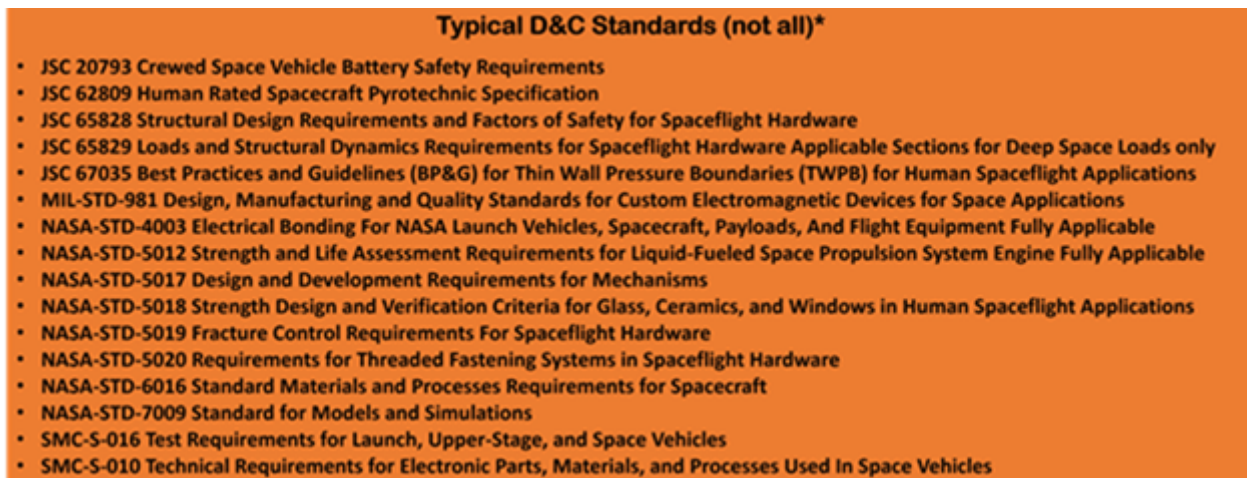 Typical D&C Standards (not all)*
• JSC 20793 Crewed Space Vehicle Battery Safety Requirements
• JSC 62809 Human Rated Spacecraft Pyrotechnic Specification
• JSC 65828 Structural Design Requirements and Factors of Safety for Spaceflight Hardware
• JSC 65829 Loads and Structural Dynamics Requirements for Spaceflight Hardware Applicable Sections for Deep Space Loads only
• JSC 67035 Best Practices and Guidelines (BP&G) for Thin Wall Pressure Boundaries (TWPB) for Human Spaceflight Applications
• MIL-STD-981 Design, Manufacturing and Quality Standards for Custom Electromagnetic Devices for Space Applications
• NASA-STD-4003 Electrical Bonding For NASA Launch Vehicles, Spacecraft, Payloads, And Flight Equipment Fully Applicable
• NASA-STD-5012 Strength and Life Assessment Requirements for Liquid-Fueled Space Propulsion System Engine Fully Applicable
• NASA-STD-5017 Design and Development Requirements for Mechanisms
• NASA-STD-5018 Strength Design and Verification Criteria for Glass, Ceramics, and Windows in Human Spaceflight Applications
• NASA-STD-5019 Fracture Control Requirements For Spaceflight Hardware
• NASA-STD-5020 Requirements for Threaded Fastening Systems in Spaceflight Hardware
• NASA-STD-6016 Standard Materials and Processes Requirements for Spacecraft
• NASA-STD-7009 Standard for Models and Simulations
• SMC-S-016 Test Requirements for Launch, Upper-Stage, and Space Vehicles
• SMC-S-010 Technical Requirements for Electronic Parts, Materials, and Processes Used In Space Vehicles